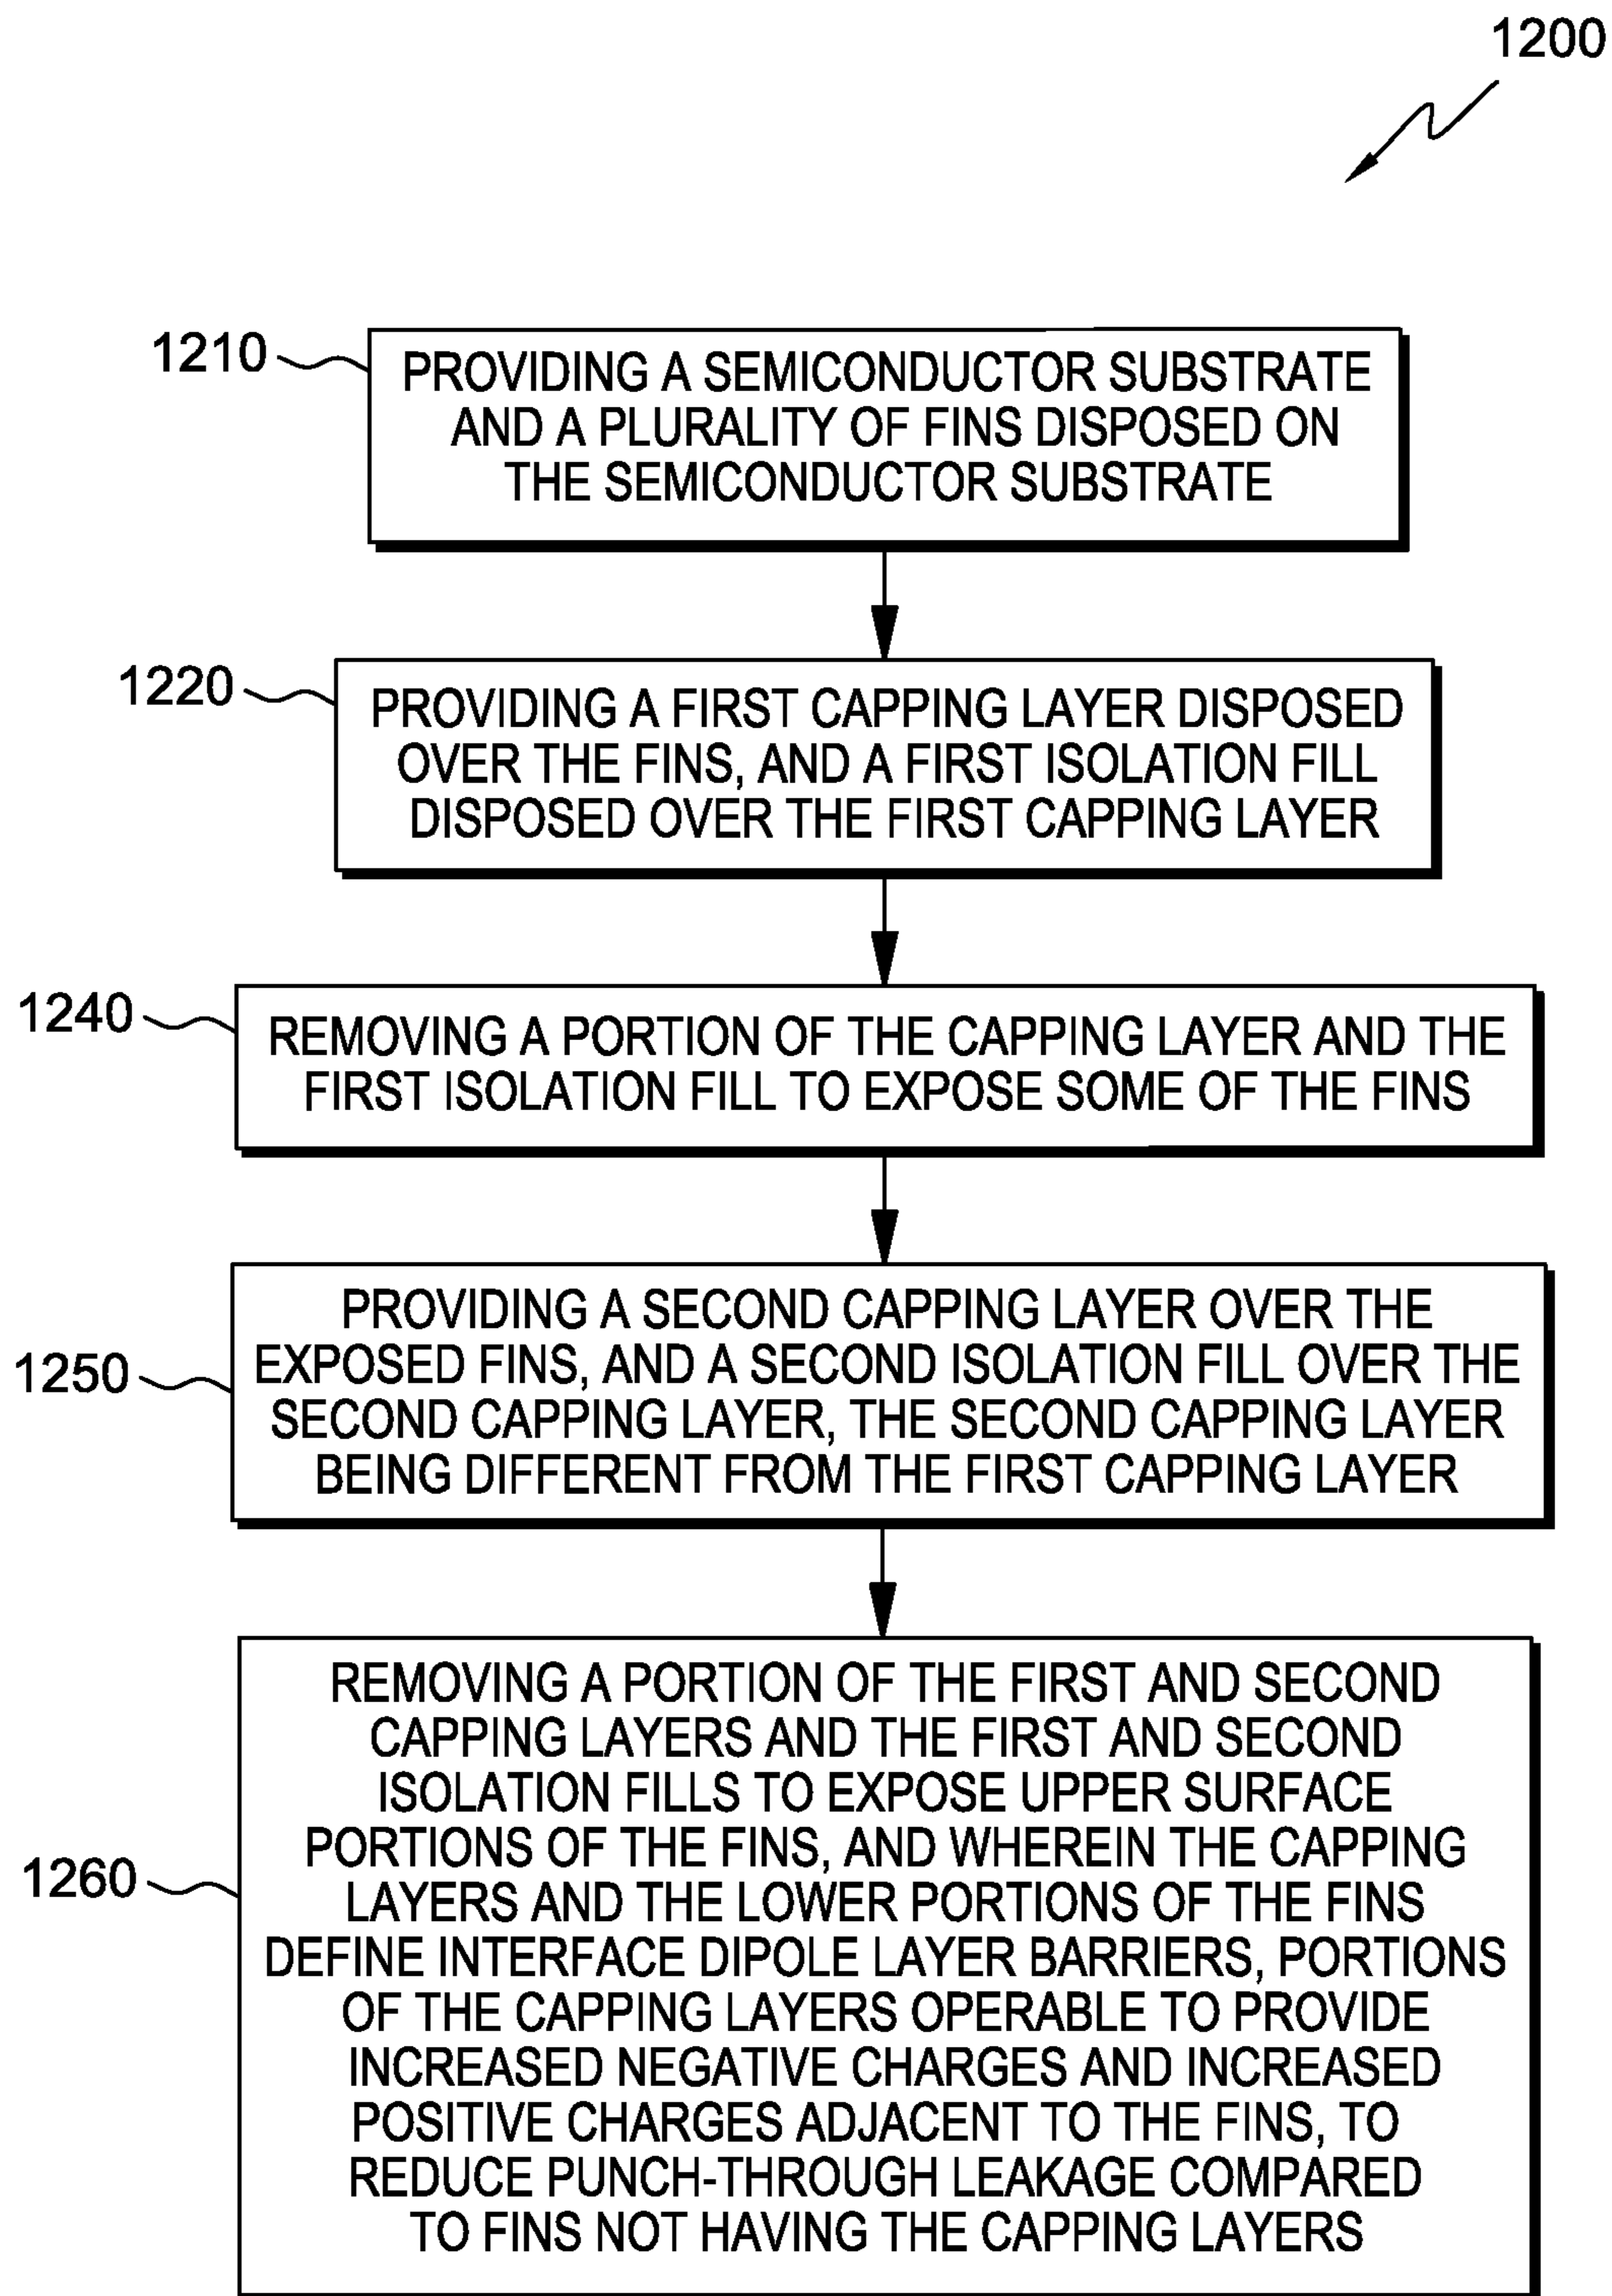 1200
1210
PROVIDING A SEMICONDUCTOR SUBSTRATE
AND A PLURALITY OF FINS DISPOSED ON
THE SEMICONDUCTOR SUBSTRATE
1220
PROVIDING A FIRST CAPPING LAYER DISPOSED
OVER THE FINS, AND A FIRST ISOLATION FILL
DISPOSED OVER THE FIRST CAPPING LAYER
1240
REMOVING A PORTION OF THE CAPPING LAYER AND THE
FIRST ISOLATION FILL TO EXPOSE SOME OF THE FINS
1250
PROVIDING A SECOND CAPPING LAYER OVER THE
EXPOSED FINS, AND A SECOND ISOLATION FILL OVER THE
SECOND CAPPING LAYER, THE SECOND CAPPING LAYER
BEING DIFFERENT FROM THE FIRST CAPPING LAYER
1260
REMOVING A PORTION OF THE FIRST AND SECOND
CAPPING LAYERS AND THE FIRST AND SECOND
ISOLATION FILLS TO EXPOSE UPPER SURFACE
PORTIONS OF THE FINS, AND WHEREIN THE CAPPING
LAYERS AND THE LOWER PORTIONS OF THE FINS
DEFINE INTERFACE DIPOLE LAYER BARRIERS, PORTIONS
OF THE CAPPING LAYERS OPERABLE TO PROVIDE
INCREASED NEGATIVE CHARGES AND INCREASED
POSITIVE CHARGES ADJACENT TO THE FINS, TO
REDUCE PUNCH-THROUGH LEAKAGE COMPARED
TO FINS NOT HAVING THE CAPPING LAYERS